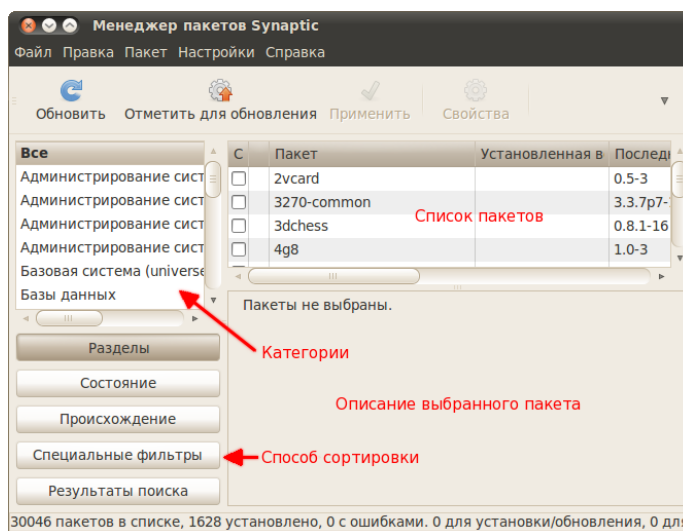 Менеджер пакетов Synaptic
Файл Правка Пакет Настройки Справка
Обновить Отметить для обновления Применить Свойства
Все
Администрирование сист
Администрирование сист
Администрирование сист
Администрирование сист
Базовая система (universe
Базы данных
С Пакет Установленная в Последн
2vcard 0.5-3
3270-common 3.3.7p7-
3dchess 0.8.1-16
4g8 1.0-3
Список пакетов
Пакеты не выбраны.
Категории
Описание выбранного пакета
Способ сортировки
Разделы
Состояние
Происхождение
Специальные фильтры
Результаты поиска
30046 пакетов в списке, 1628 установлено, 0 с ошибками. 0 для установки/обновления, 0 для